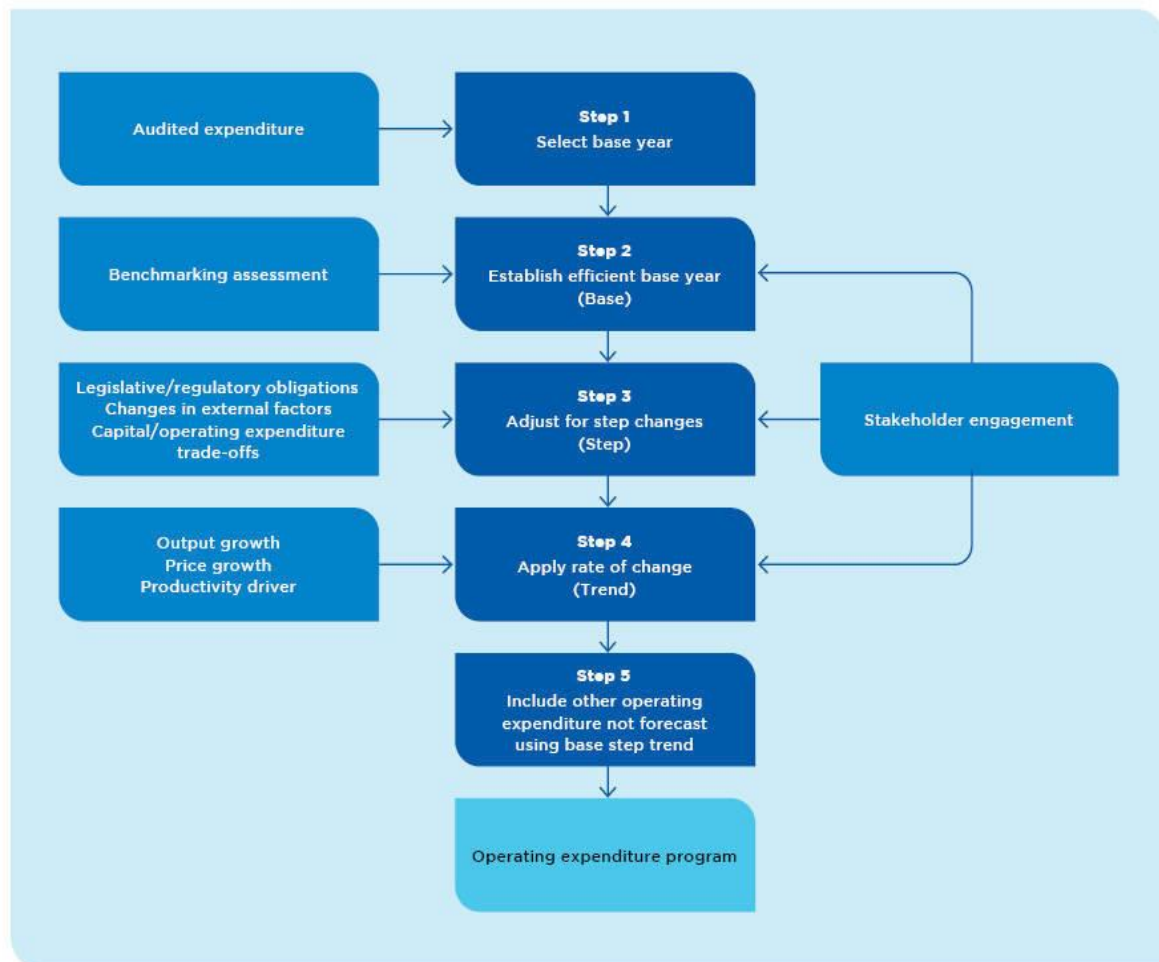 Audited expenditure
Step 1
Select base year
Benchmarking assessment
Step 2
Establish efficient base year
(Base)
Legislative/regulatory obligations
Changes in external factors
Capital/operating expenditure
trade-offs
Step 3
Adjust for step changes
(Step)
Stakeholder engagement
Output growth
Price growth
Productivity driver
Step 4
Apply rate of change
(Trend)
Step 5
Include other operating
expenditure not forecast
using base step trend
Operating expenditure program